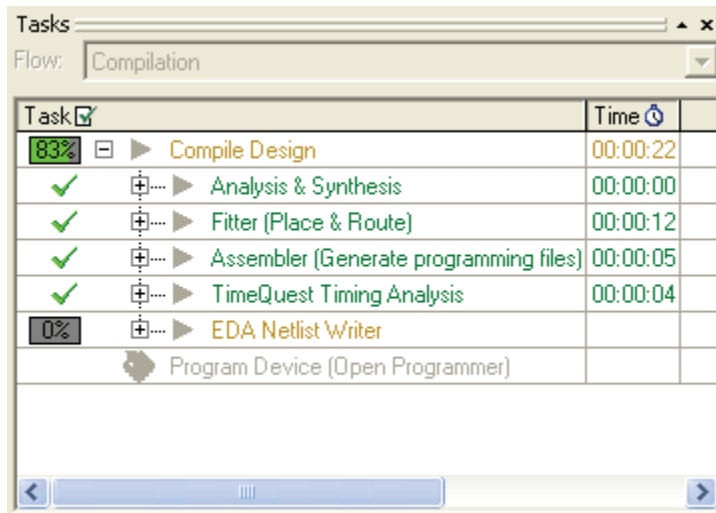 Tasks
Flow: Compilation
Task Time
83% Compile Design 00:00:22
Analysis & Synthesis 00:00:00
Fitter (Place & Route) 00:00:12
Assembler (Generate programming files) 00:00:05
TimeQuest Timing Analysis 00:00:04
0% EDA Netlist Writer
Program Device (Open Programmer)